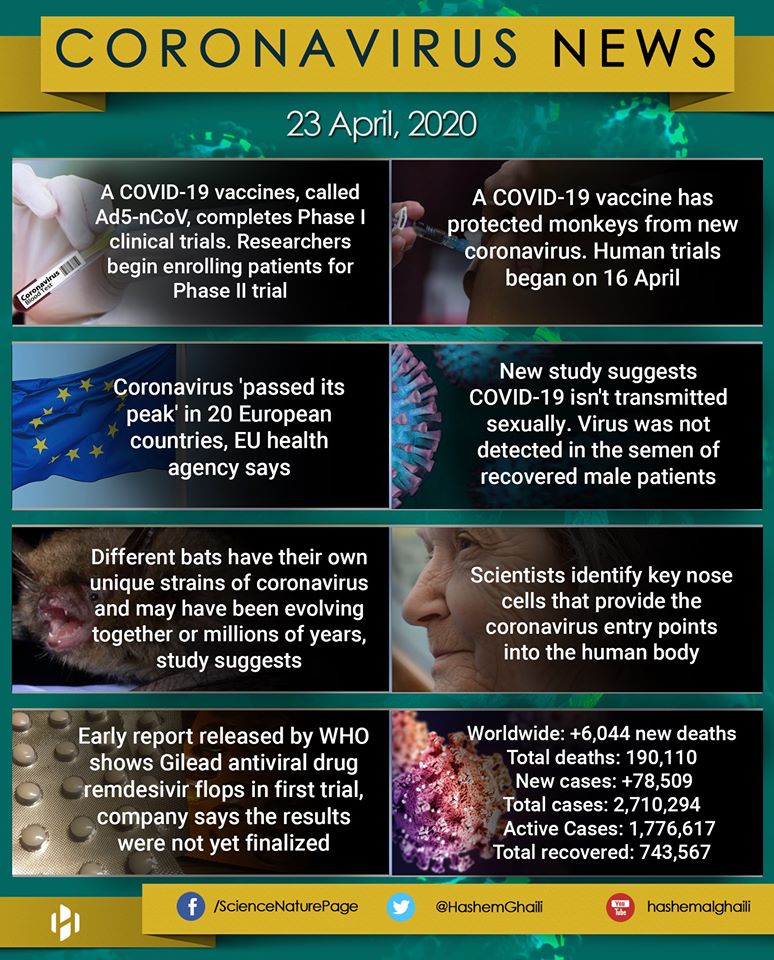 CORONAVIRUS NEWS
23 April, 2020
A COVID-19 vaccines, called
Ad5-nCoV, completes Phase I
clinical trials. Researchers
begin enrolling patients for
Phase II trial
Coronavirus
Blood Test
A COVID-19 vaccine has
protected monkeys from new
coronavirus. Human trials
began on 16 April
Coronavirus 'passed its
peak' in 20 European
countries, EU health
agency says
New study suggests
COVID-19 isn't transmitted
sexually. Virus was not
detected in the semen of
recovered male patients
Different bats have their own
unique strains of coronavirus
and may have been evolving
together or millions of years,
study suggests
Scientists identify key nose
cells that provide the
coronavirus entry points
into the human body
Early report released by WHO
shows Gilead antiviral drug
remdesivir flops in first trial,
company says the results
were not yet finalized
Worldwide: +6,044 new deaths
Total deaths: 190,110
New cases: +78,509
Total cases: 2,710,294
Active Cases: 1,776,617
Total recovered: 743,567
/ScienceNaturePage
@HashemGhaili
You
Tube
hashemalghaili